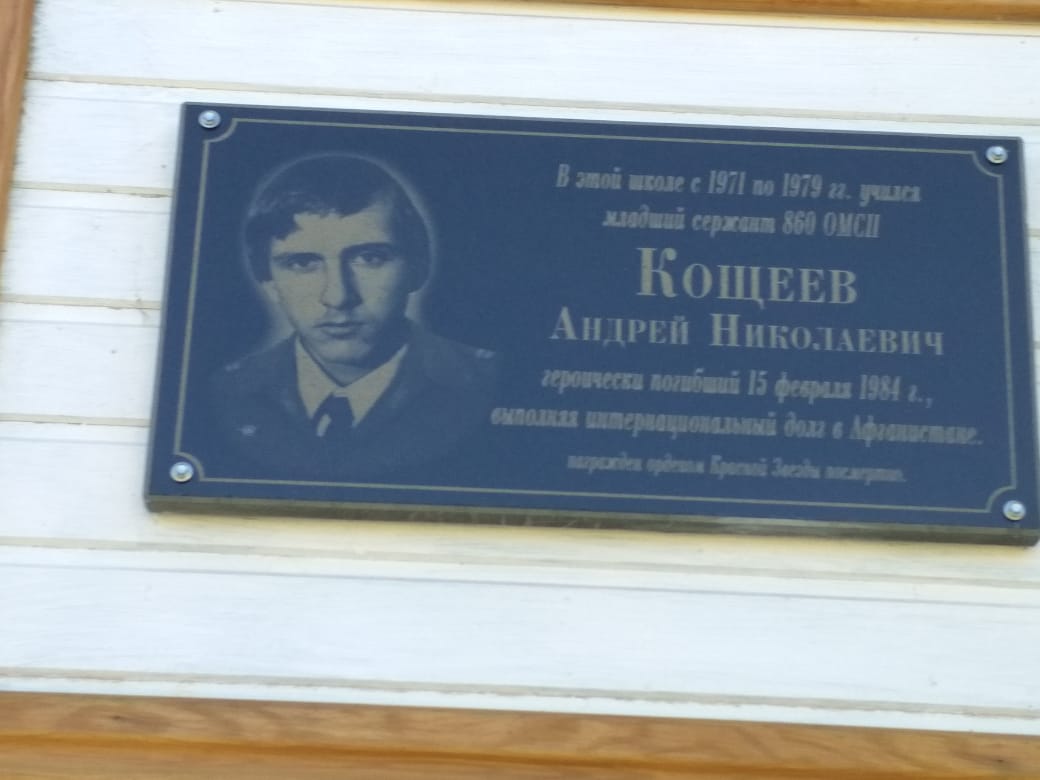 В этой школе с 1971 по 1979 гг. учился
младший сержант 860 ОМСП
Кощеев
Андрей Николаевич
героически погибший 15 февраля 1984 г.,
выполняя интернациональный долг в Афганистане.
награжден орденом Красной Звезды посмертно.